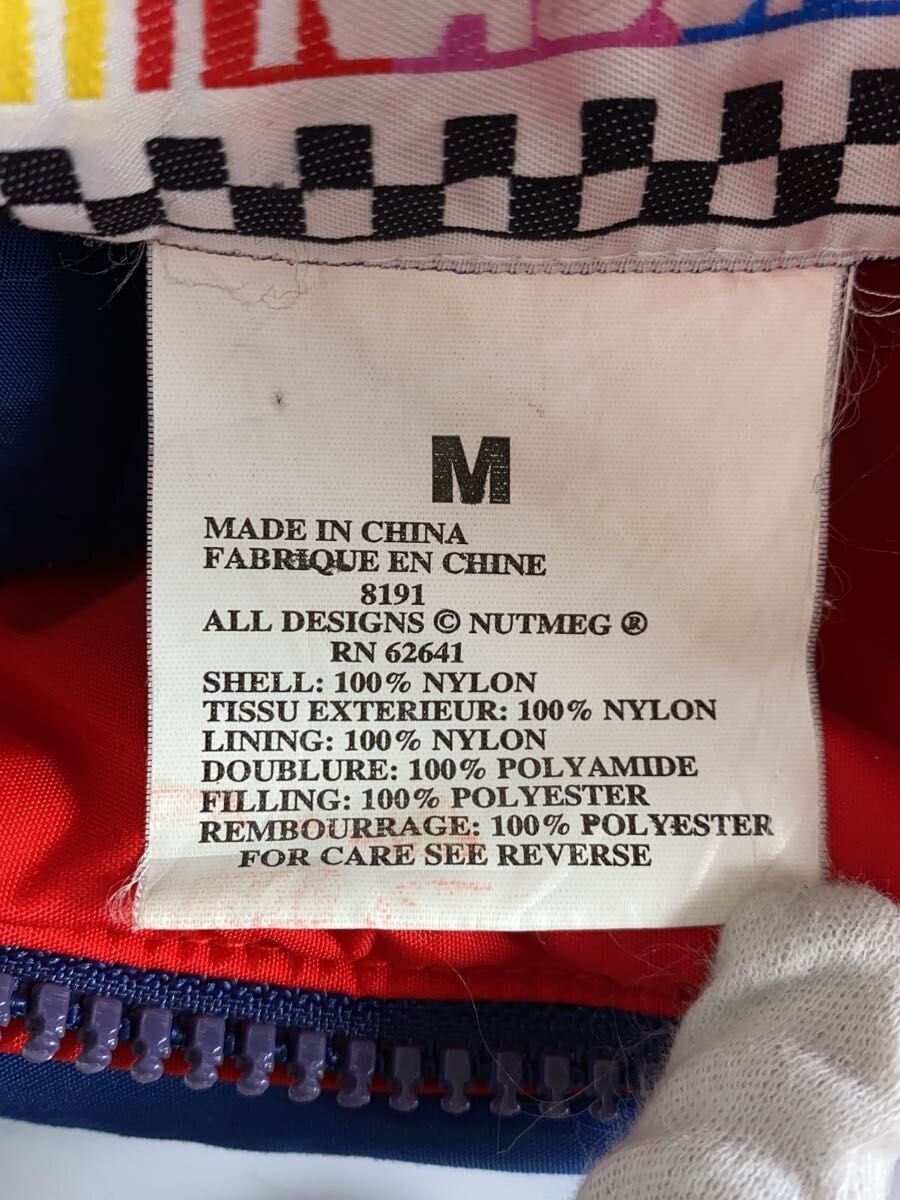 M
MADE IN CHINA
FABRIQUE EN CHINE
8191
ALL DESIGNS © NUTMEG ®
RN 62641
SHELL: 100% NYLON
TISSU EXTERIEUR: 100% NYLON
LINING: 100% NYLON
DOUBLURE: 100% POLYAMIDE
FILLING: 100% POLYESTER
REMBOURRAGE: 100% POLYESTER
FOR CARE SEE REVERSE